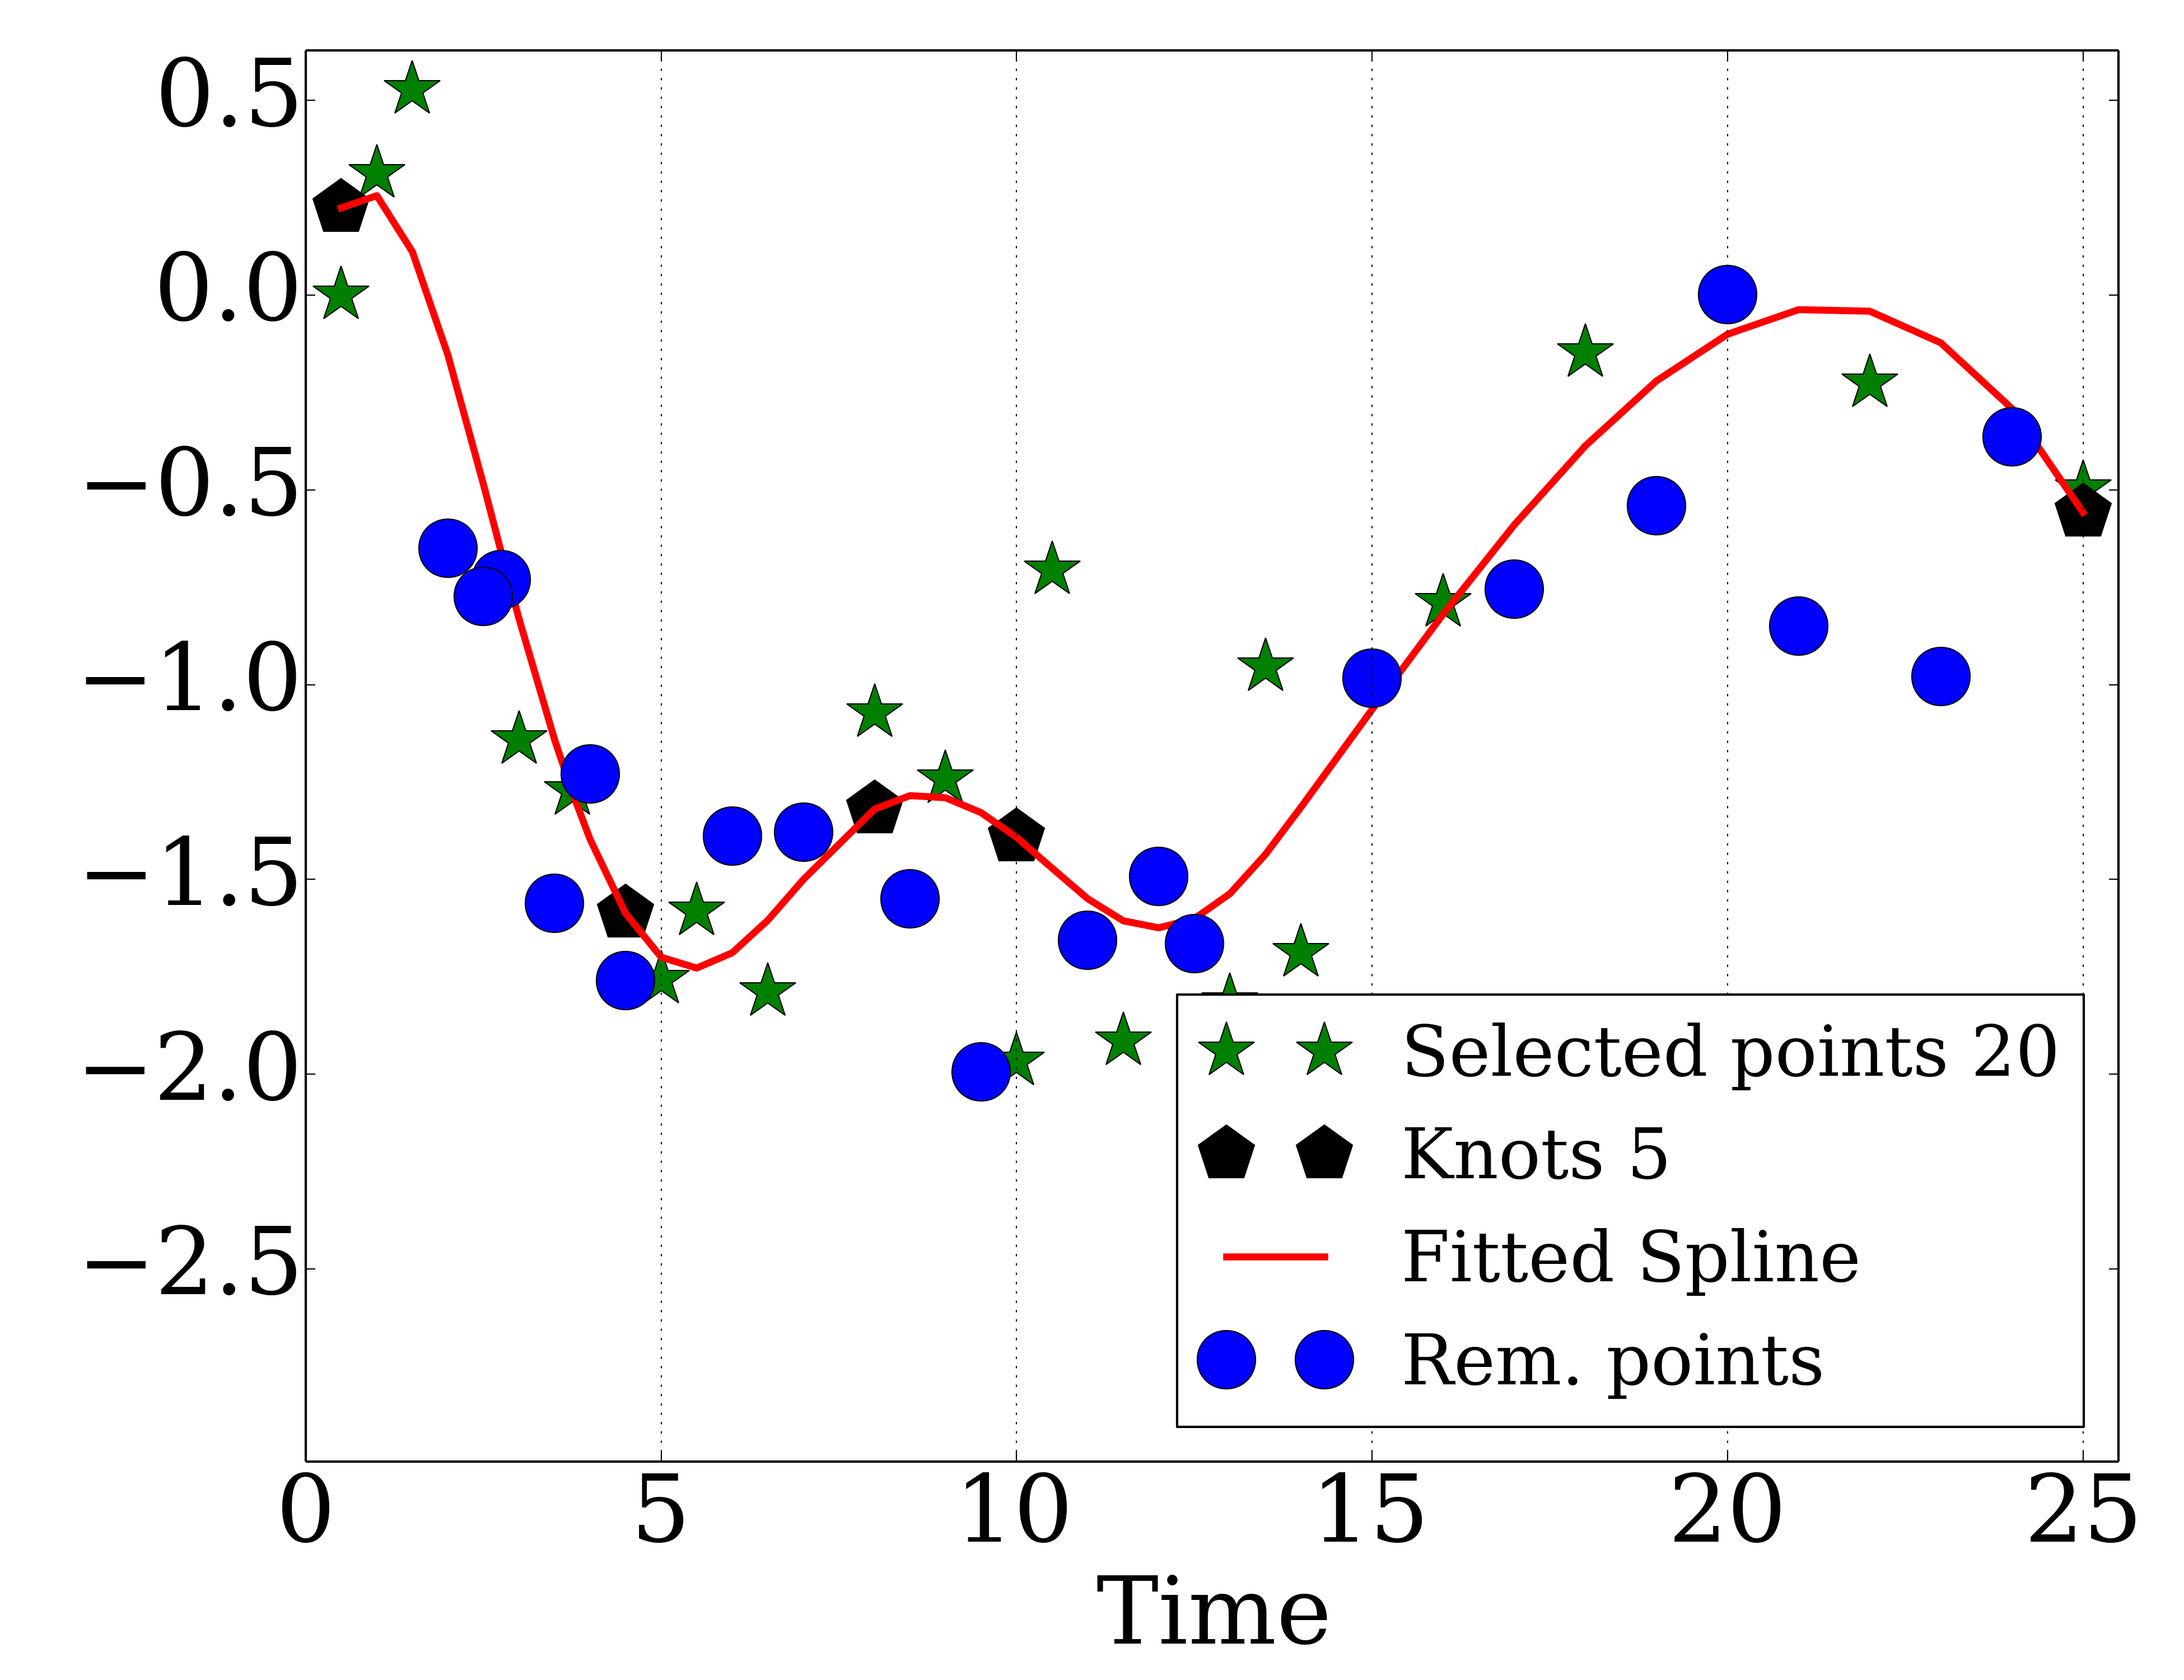 0.5
0.0
−0.5
−1.0
−1.5
−2.0
−2.5
Selected points 20
Knots 5
Fitted Spline
Rem. points
0 5 10 15 20 25
Time